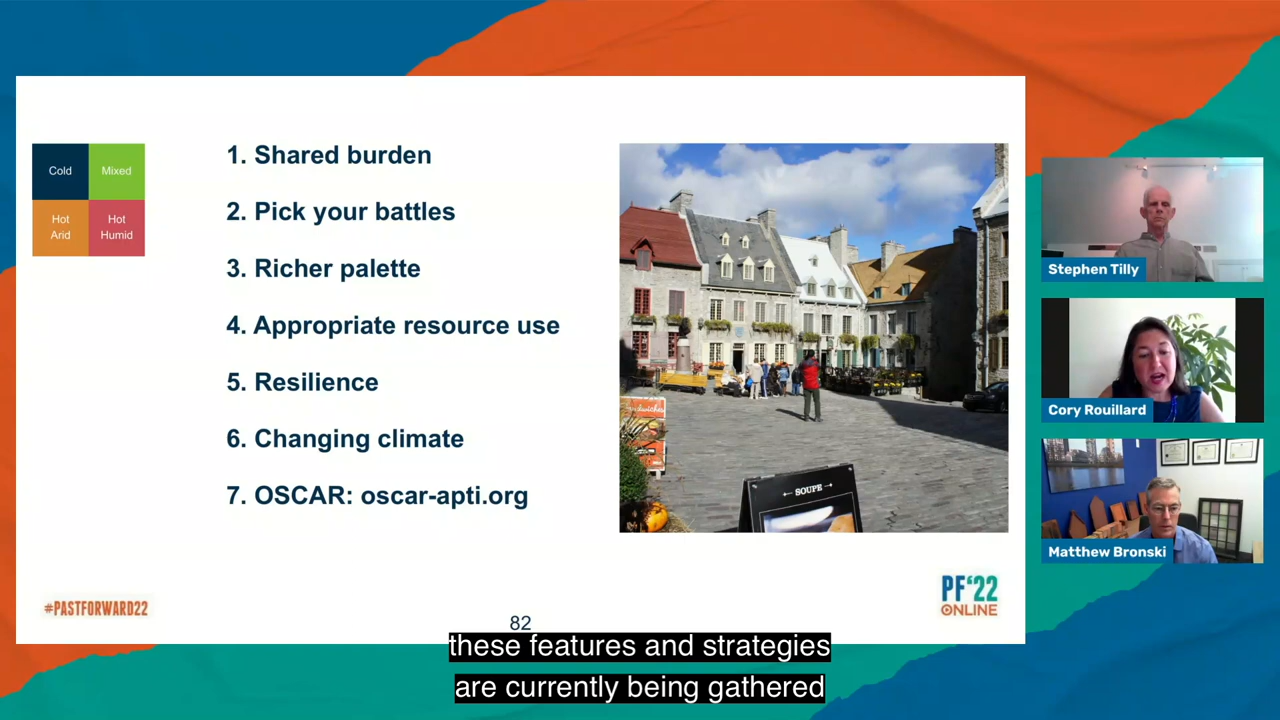 Cold
Mixed
Hot
Arid
Hot
Humid
1. Shared burden
2. Pick your battles
3. Richer palette
4. Appropriate resource use
5. Resilience
6. Changing climate
7. OSCAR: oscar-apti.org
SOUPE
Stephen Tilly
Cory Rouillard
Matthew Bronski
#PASTFORWARD22
82
PF'22
ONLINE
these features and strategies
are currently being gathered